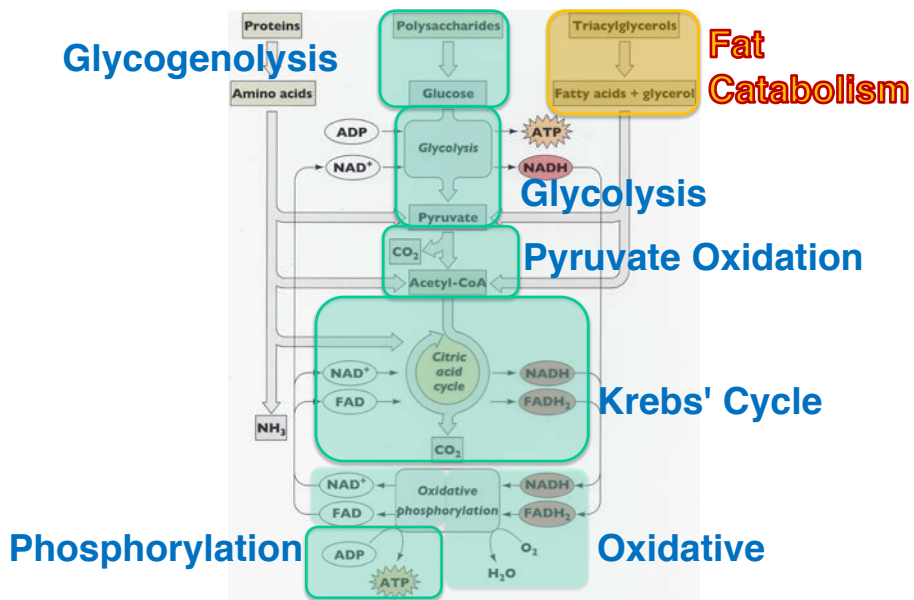 Proteins
Polysaccharides
Triacylglycerols
Glycogenolysis
Fat
Catabolism
Amino acids
Glucose
Fatty acids + glycerol
ADP
ATP
Glycolysis
NAD⁺
NADH
Glycolysis
Pyruvate
CO₂
Pyruvate Oxidation
Acetyl-CoA
Citric
acid
cycle
NAD⁺
NADH
FAD
FADH₂
Krebs' Cycle
NH₃
CO₂
NAD⁺
Oxidative
phosphorylation
NADH
FAD
FADH₂
Phosphorylation
Oxidative
ADP
O₂
ATP
H₂O